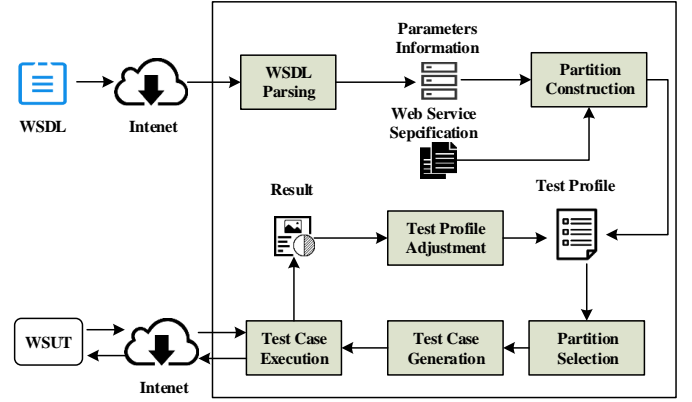 Parameters
Information
WSDL
Parsing
Partition
Construction
WSDL
Intenet
Web Service
Sepcification
Result
Test Profile
Test Profile
Adjustment
WSUT
Test Case
Execution
Test Case
Generation
Partition
Selection
Intenet